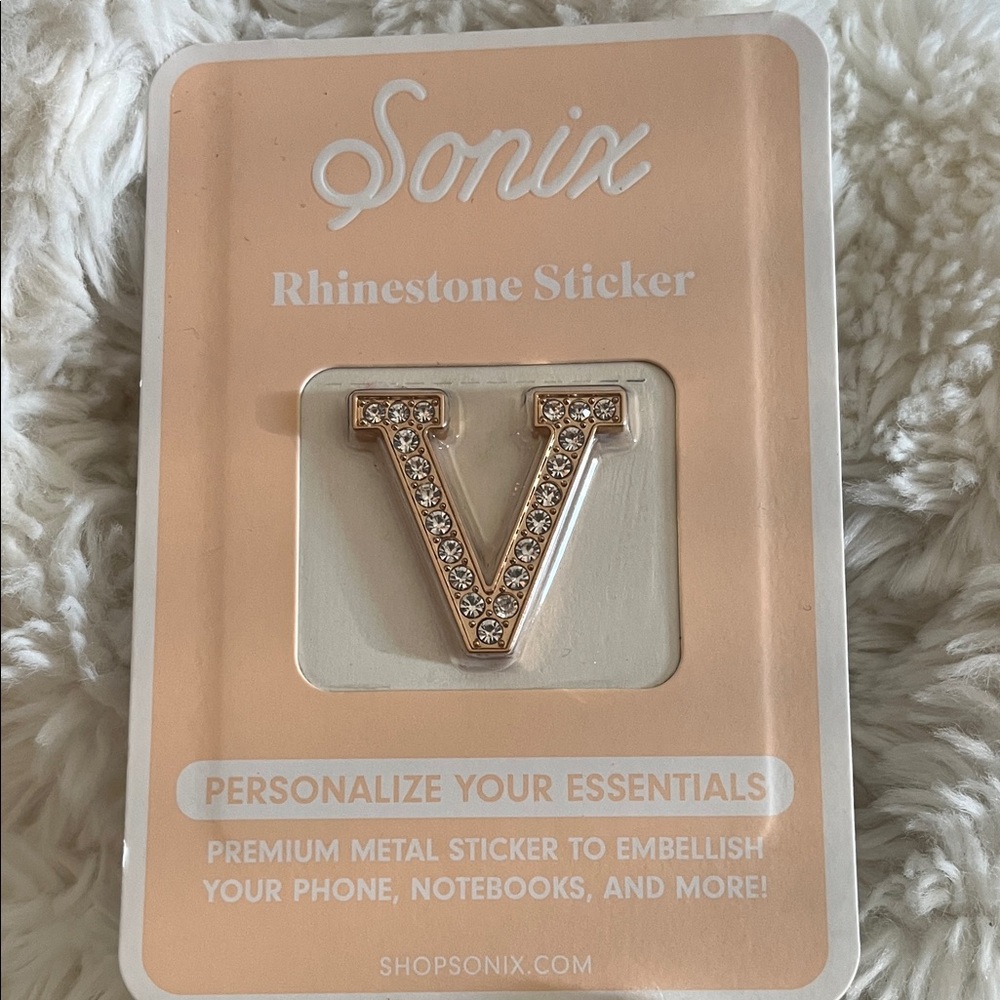 Sonix
Rhinestone Sticker
V
PERSONALIZE YOUR ESSENTIALS
PREMIUM METAL STICKER TO EMBELLISH
YOUR PHONE, NOTEBOOKS, AND MORE!
SHOPSONIX.COM